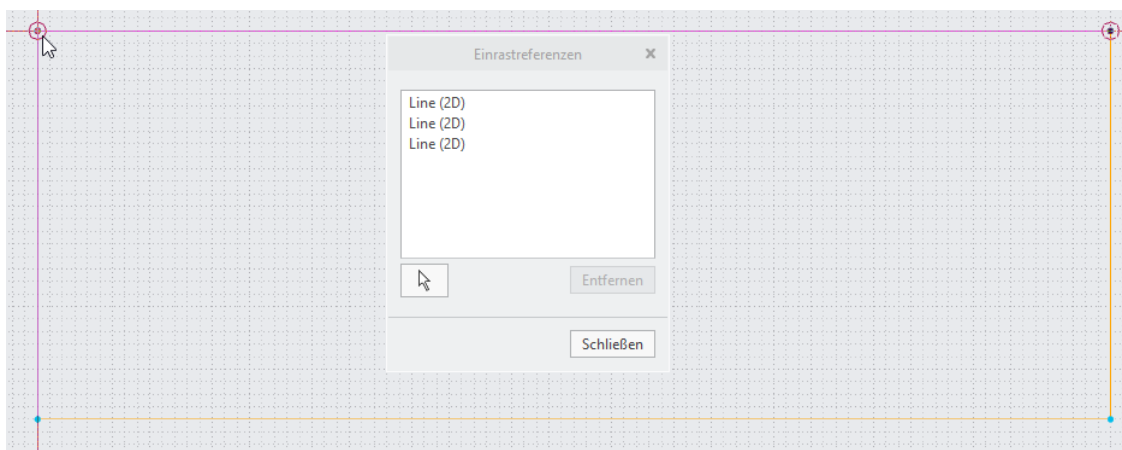 Einrastreferenzen
Line (2D)
Line (2D)
Line (2D)
Entfernen
Schließen